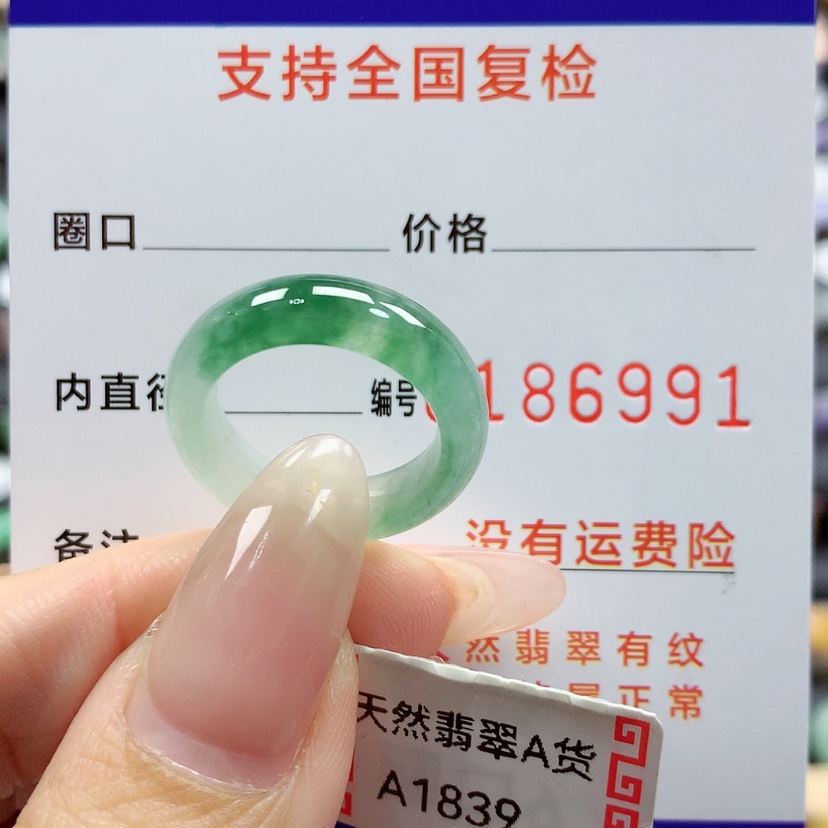 支持全国复检
圈口 价格
内直径 编号 186991
备注 没有运费险
然翡翠有纹
正常
天然翡翠A货
A1839